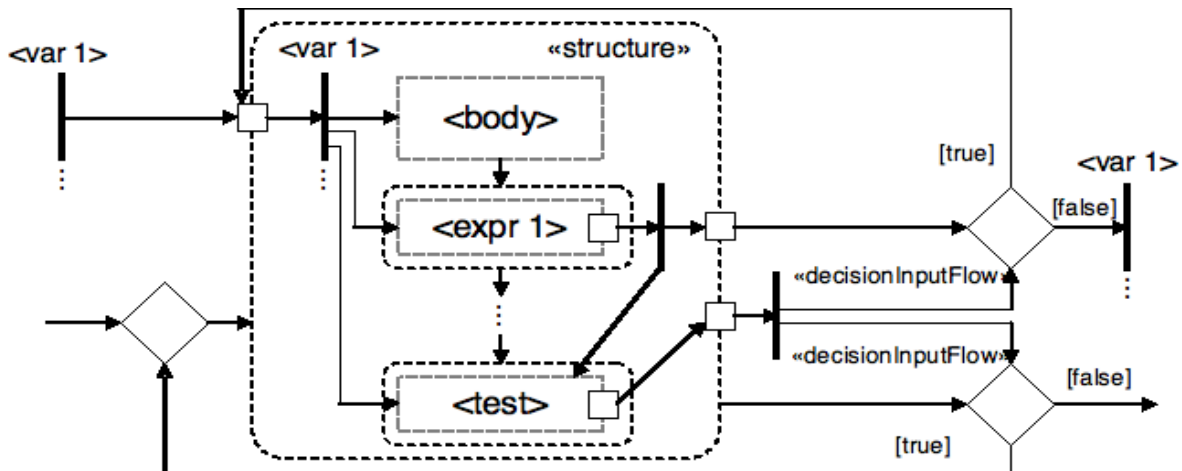 <var 1>
<var 1>
«structure»
<body>
[true]
<var 1>
⋮
⋮
<expr 1>
[false]
«decisionInputFlow»
⋮
⋮
«decisionInputFlow»
<test>
[false]
[true]